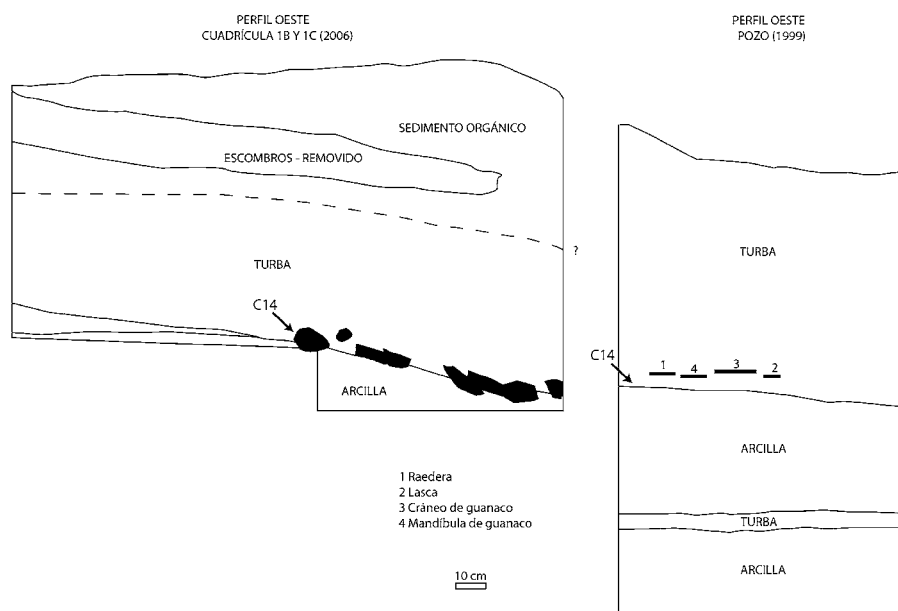 PERFIL OESTE
CUADRÍCULA 1B Y 1C (2006)
SEDIMENTO ORGÁNICO
ESCOMBROS - REMOVIDO
?
TURBA
C14
ARCILLA
PERFIL OESTE
POZO (1999)
TURBA
C14
1
4
3
2
ARCILLA
TURBA
ARCILLA
1 Raedera
2 Lasca
3 Cráneo de guanaco
4 Mandíbula de guanaco
10 cm